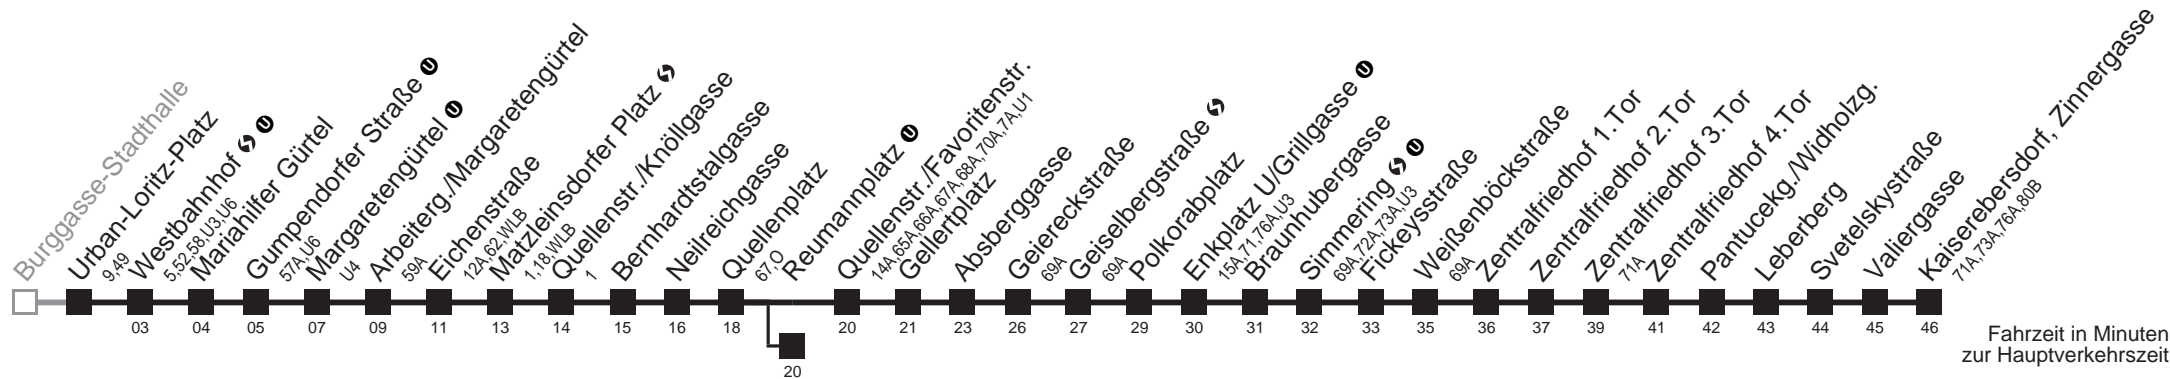 Burggasse-Stadthalle
Urban-Loritz-Platz
9,49
Westbahnhof
5,52,58,U3,U6
Mariahilfer Gürtel
Gumpendorfer Straße U
57A,U6
Margaretengürtel U
U4
Arbeiterg./Margaretengürtel
59A
Eichenstraße
12A,62,WLB
Matzleinsdorfer Platz
1,18,WLB
Quellenstr./Knöllgasse
1
Bernhardtstalgasse
Neilreichgasse
Quellenplatz
67,O
Reumannplatz U
Quellenstr./Favoritenstr.
14A,65A,66A,67A,68A,70A,7A,U1
Gellertplatz
Absberggasse
Geiereckstraße
69A
Geiselbergstraße
69A
Polkorabplatz
Enkplatz U/Grillgasse U
15A,71,76A,U3
Braunhubergasse
Simmering U
69A,72A,73A,U3
Fickeysstraße
Weißenböckstraße
69A
Zentralfriedhof 1.Tor
Zentralfriedhof 2.Tor
Zentralfriedhof 3.Tor
71A
Zentralfriedhof 4.Tor
Pantucekg./Widholzg.
Leberberg
Svetelskystraße
Valiergasse
Kaiserebersdorf, Zinnergasse
71A,73A,76A,80B
03 04 05 07 09 11 13 14 15 16 18 20 21 23 26 27 29 30 31 32 33 35 36 37 39 41 42 43 44 45 46
20
Fahrzeit in Minuten
zur Hauptverkehrszeit